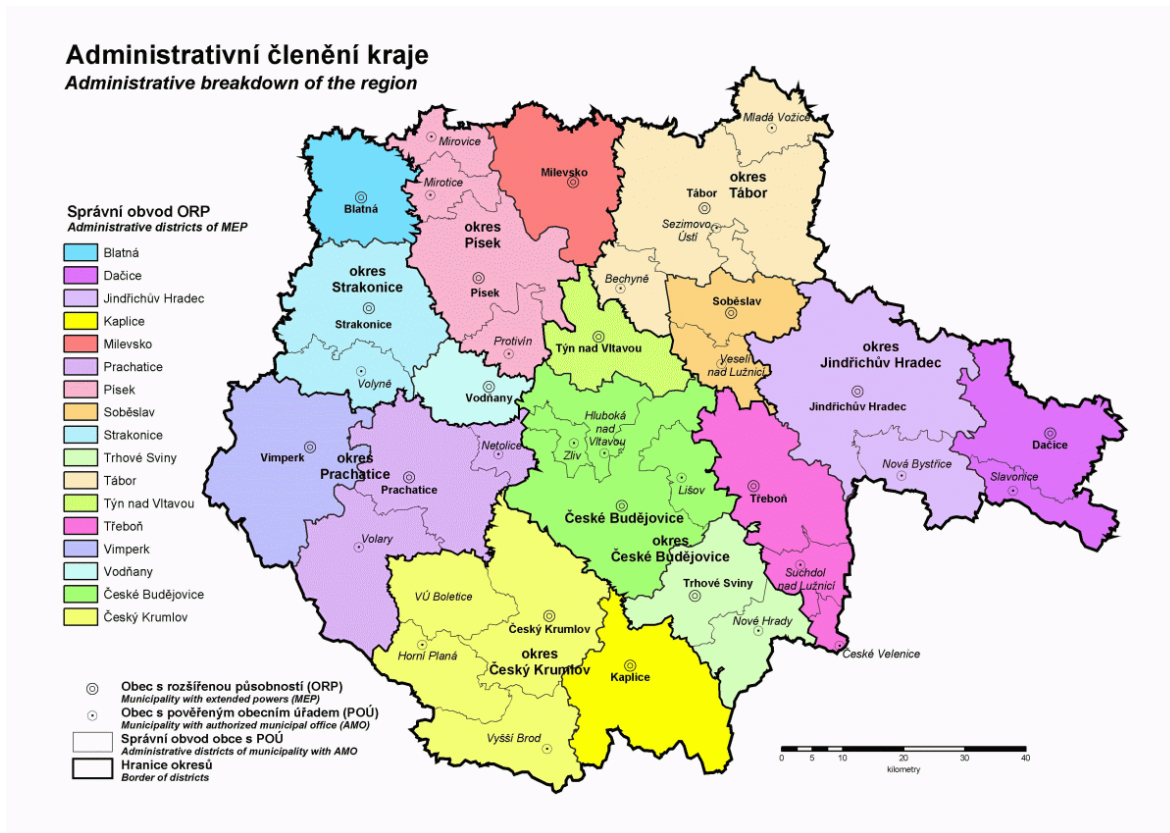 Administrativní členění kraje
Administrative breakdown of the region
Správní obvod ORP
Administrative districts of MEP
Blatná
Dačice
Jindřichův Hradec
Kaplice
Milevsko
Prachatice
Písek
Soběslav
Strakonice
Trhové Sviny
Tábor
Týn nad Vltavou
Třeboň
Vimperk
Vodňany
České Budějovice
Český Krumlov
Mladá Vožice
Mirovice
Milevsko
okres
Tábor
Mirotice
Tábor
Blatná
Sezimovo
Ústí
okres
Písek
okres
Strakonice
Bechyně
Písek
Soběslav
Strakonice
Protivín
Týn nad Vltavou
okres
Jindřichův Hradec
Veselí
nad Lužnicí
Volyně
Vodňany
Jindřichův Hradec
Hluboká
nad
Vltavou
Zliv
Netolice
Vimperk
okres
Prachatice
Prachatice
Dačice
Nová Bystřice
Slavonice
Lišov
Třeboň
České Budějovice
okres
České Budějovice
Volary
Suchdol
nad Lužnicí
Trhové Sviny
VÚ Boletice
Nové Hrady
Český Krumlov
České Velenice
Horní Planá
okres
Český Krumlov
Kaplice
Vyšší Brod
Obec s rozšířenou působností (ORP)
Municipality with extended powers (MEP)
Obec s pověřeným obecním úřadem (POÚ)
Municipality with authorized municipal office (AMO)
Správní obvod obce s POÚ
Administrative districts of municipality with AMO
Hranice okresů
Border of districts
0 5 10 20 30 40
kilometry